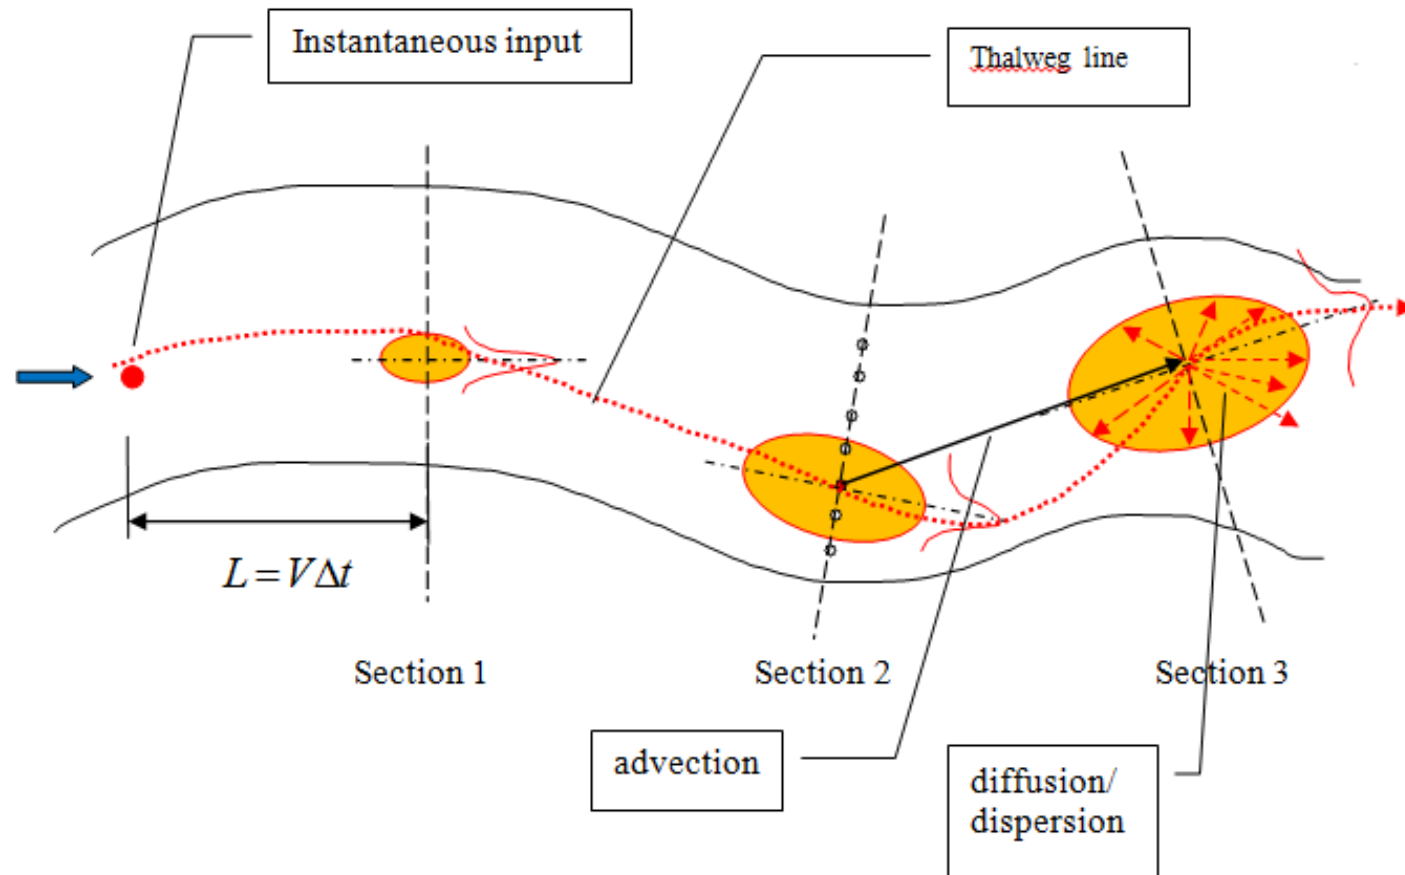 Instantaneous input
Thalweg line
L = VΔt
Section 1
Section 2
Section 3
advection
diffusion/
dispersion